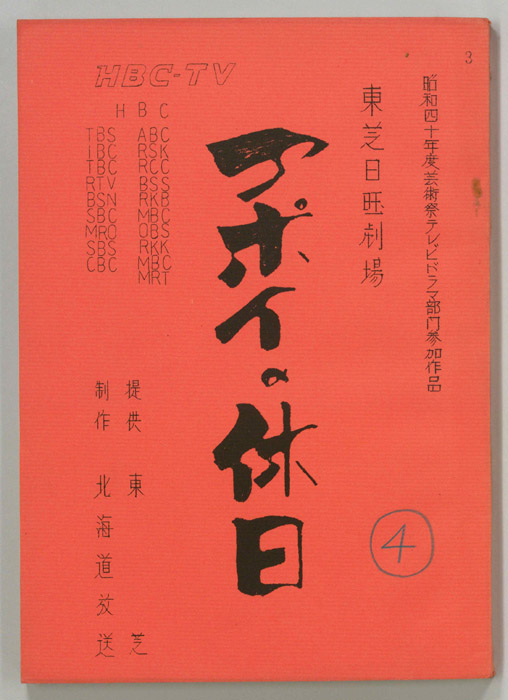 3
昭和四十年度芸術祭テレビドラマ部門参加作品
東芝日曜劇場
アポイの休日
④
HBC-TV
HBC
TBS ABC
IBC RSK
TBC RCC
RTV BSS
BSN RKB
SBC MBC
MRO OBS
SBS RKK
CBC MBC
MRT
提供 東芝
制作 北海道放送